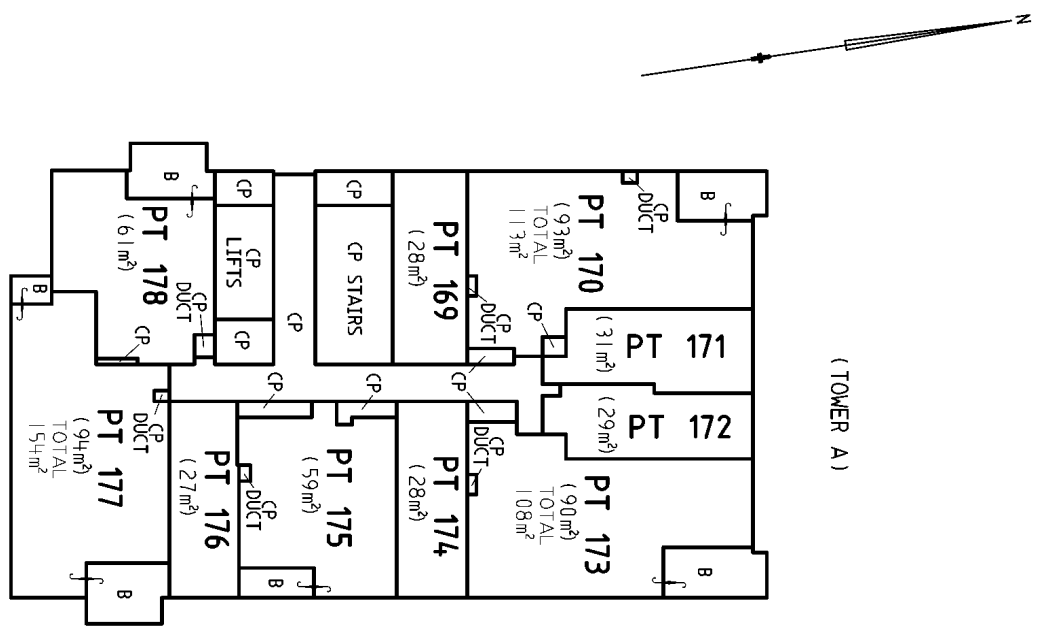 N
(TOWER A)
B
CP
DUCT
PT 170
(93m²)
TOTAL
113m²
PT 169
(28m²)
CP
DUCT
CP
CP
CP STAIRS
CP
CP
CP
LIFTS
CP
B
PT 178
(61m²)
CP
DUCT
B
CP
PT 171
(31m²)
CP
PT 172
(29m²)
CP
CP
PT 177
(94m²)
TOTAL
154m²
CP
DUCT
B
PT 176
(27m²)
CP
DUCT
PT 175
(59m²)
B
PT 174
(28m²)
CP
DUCT
PT 173
(90m²)
TOTAL
108m²
B